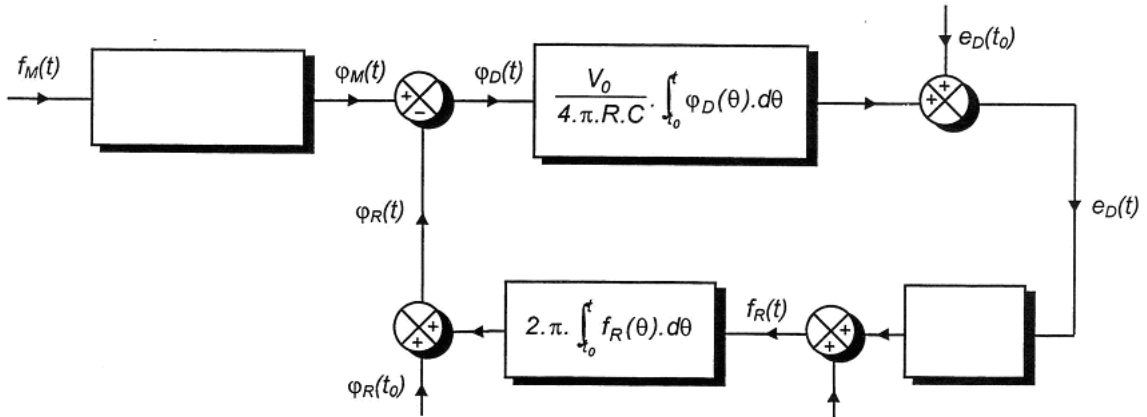 e_D(t_0)
f_M(t)
φ_M(t)
+
−
φ_D(t)
V_0 / 4.π.R.C . ∫_{t_0}^{t} φ_D(θ).dθ
+
+
φ_R(t)
e_D(t)
+
+
2.π. ∫_{t_0}^{t} f_R(θ).dθ
f_R(t)
+
+
φ_R(t_0)